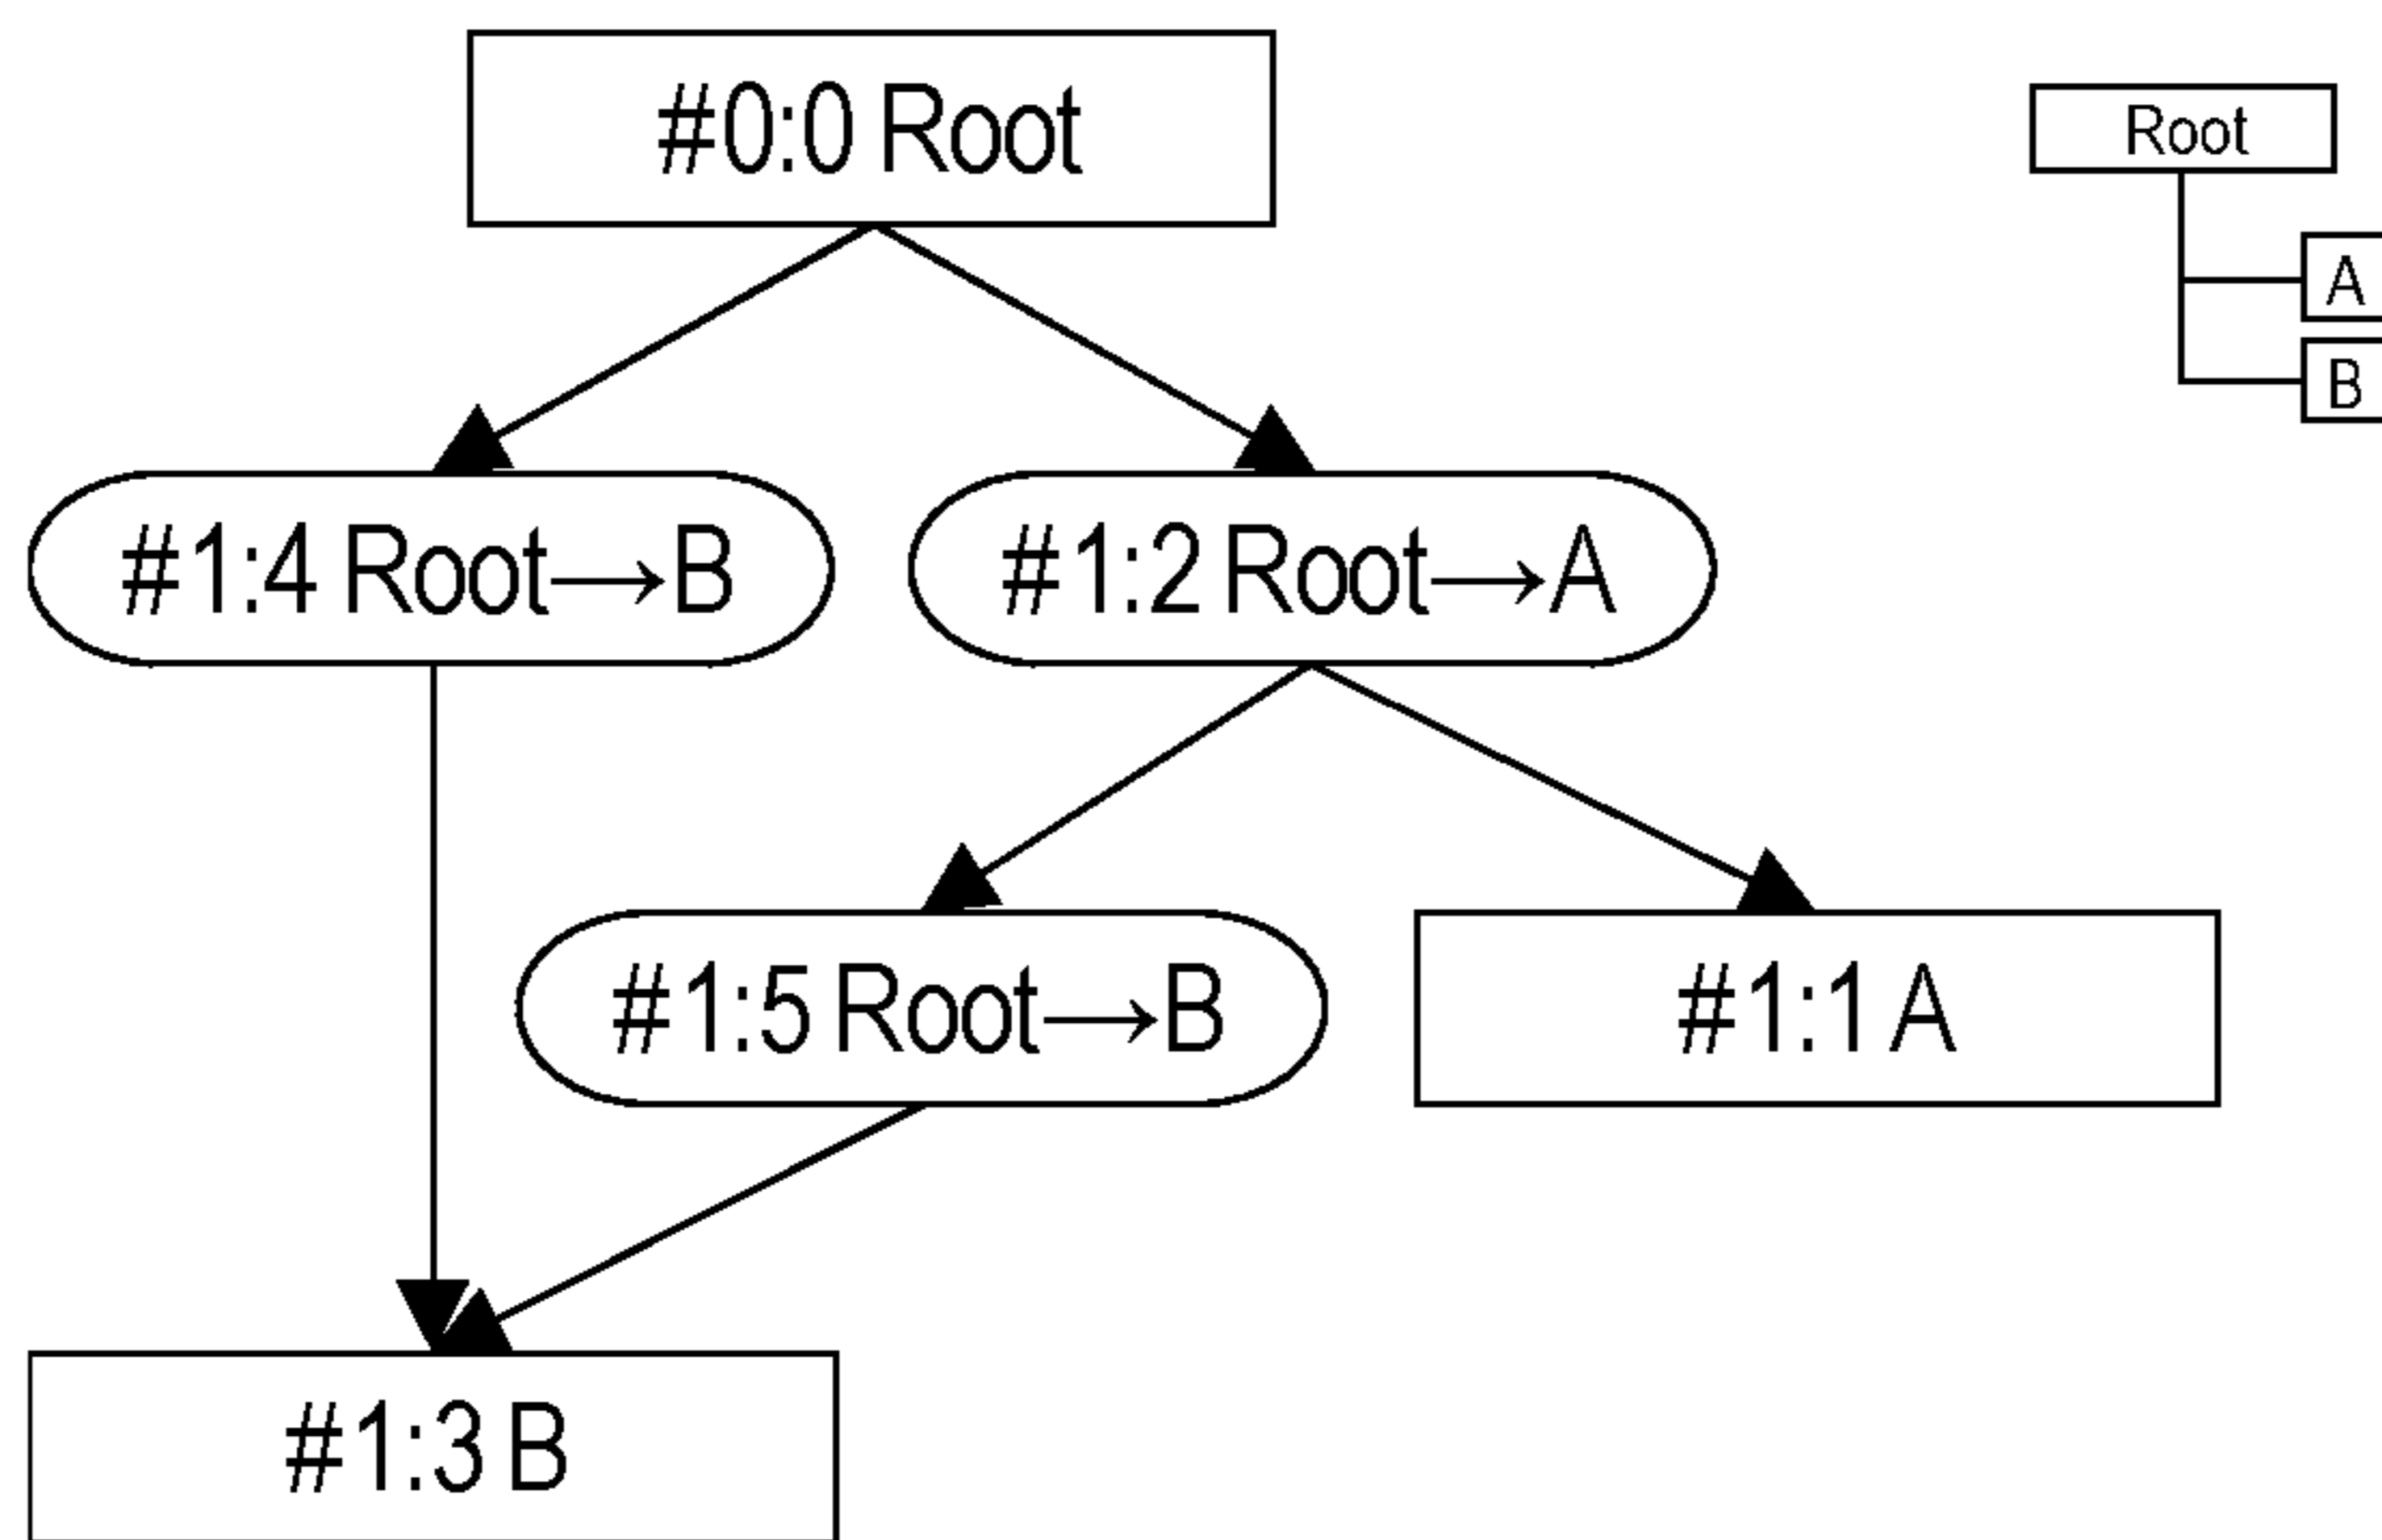 #0:0 Root
Root
A
B
#1:4 Root→B
#1:2 Root→A
#1:5 Root→B
#1:1 A
#1:3 B